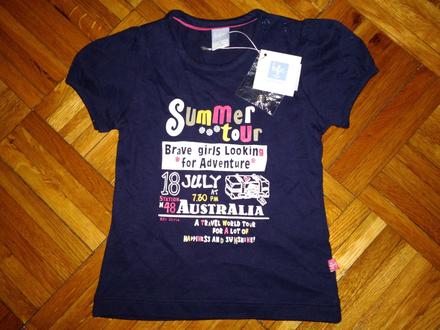 Summer
tour
Brave girls Looking
for Adventure
18 JULY AT
7.30 PM
STATION
N48 AUSTRALIA
A TRAVEL WORLD TOUR
FOR A LOT OF
HAPPINESS AND SUNSHINE!